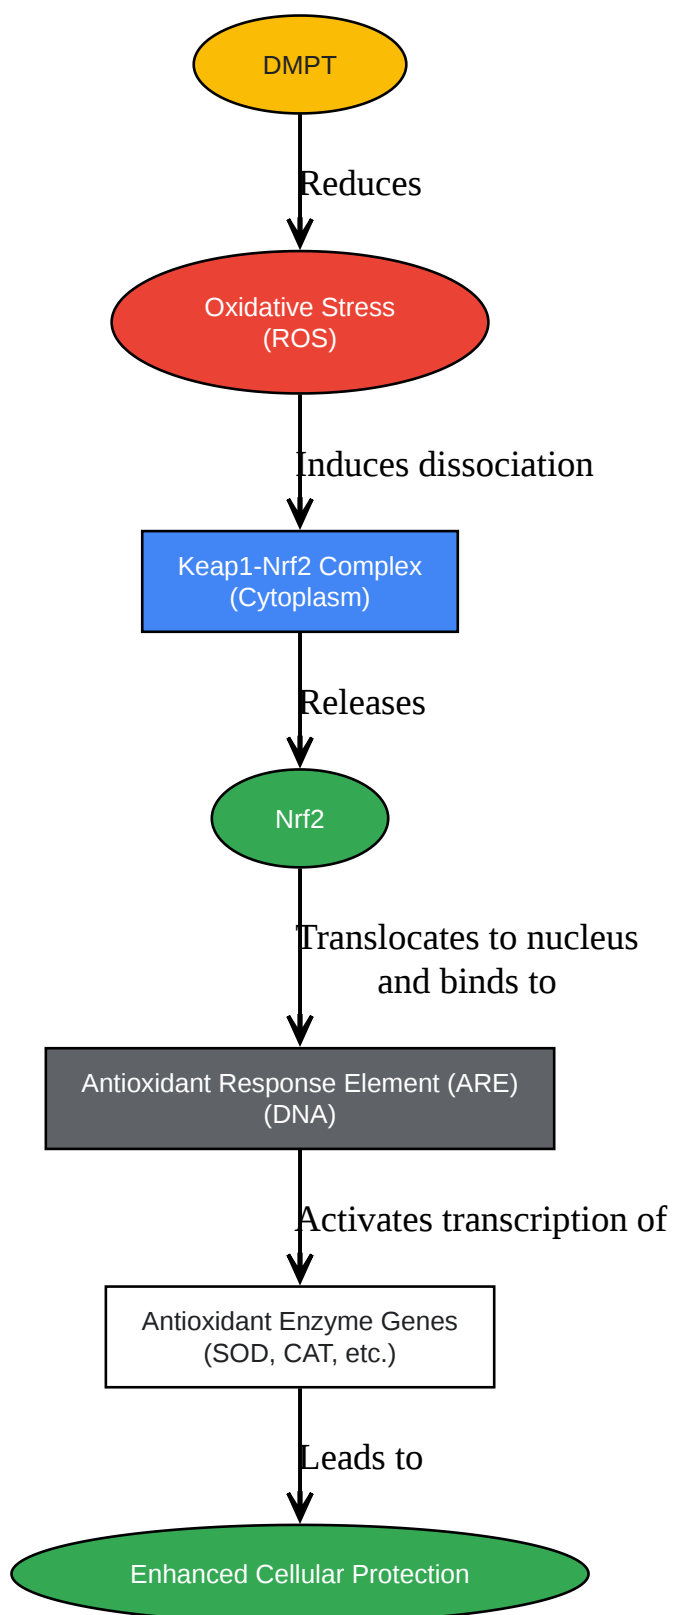 DMPT
Reduces
Oxidative Stress
(ROS)
Induces dissociation
Keap1-Nrf2 Complex
(Cytoplasm)
Releases
Nrf2
Translocates to nucleus
and binds to
Antioxidant Response Element (ARE)
(DNA)
Activates transcription of
Antioxidant Enzyme Genes
(SOD, CAT, etc.)
Leads to
Enhanced Cellular Protection